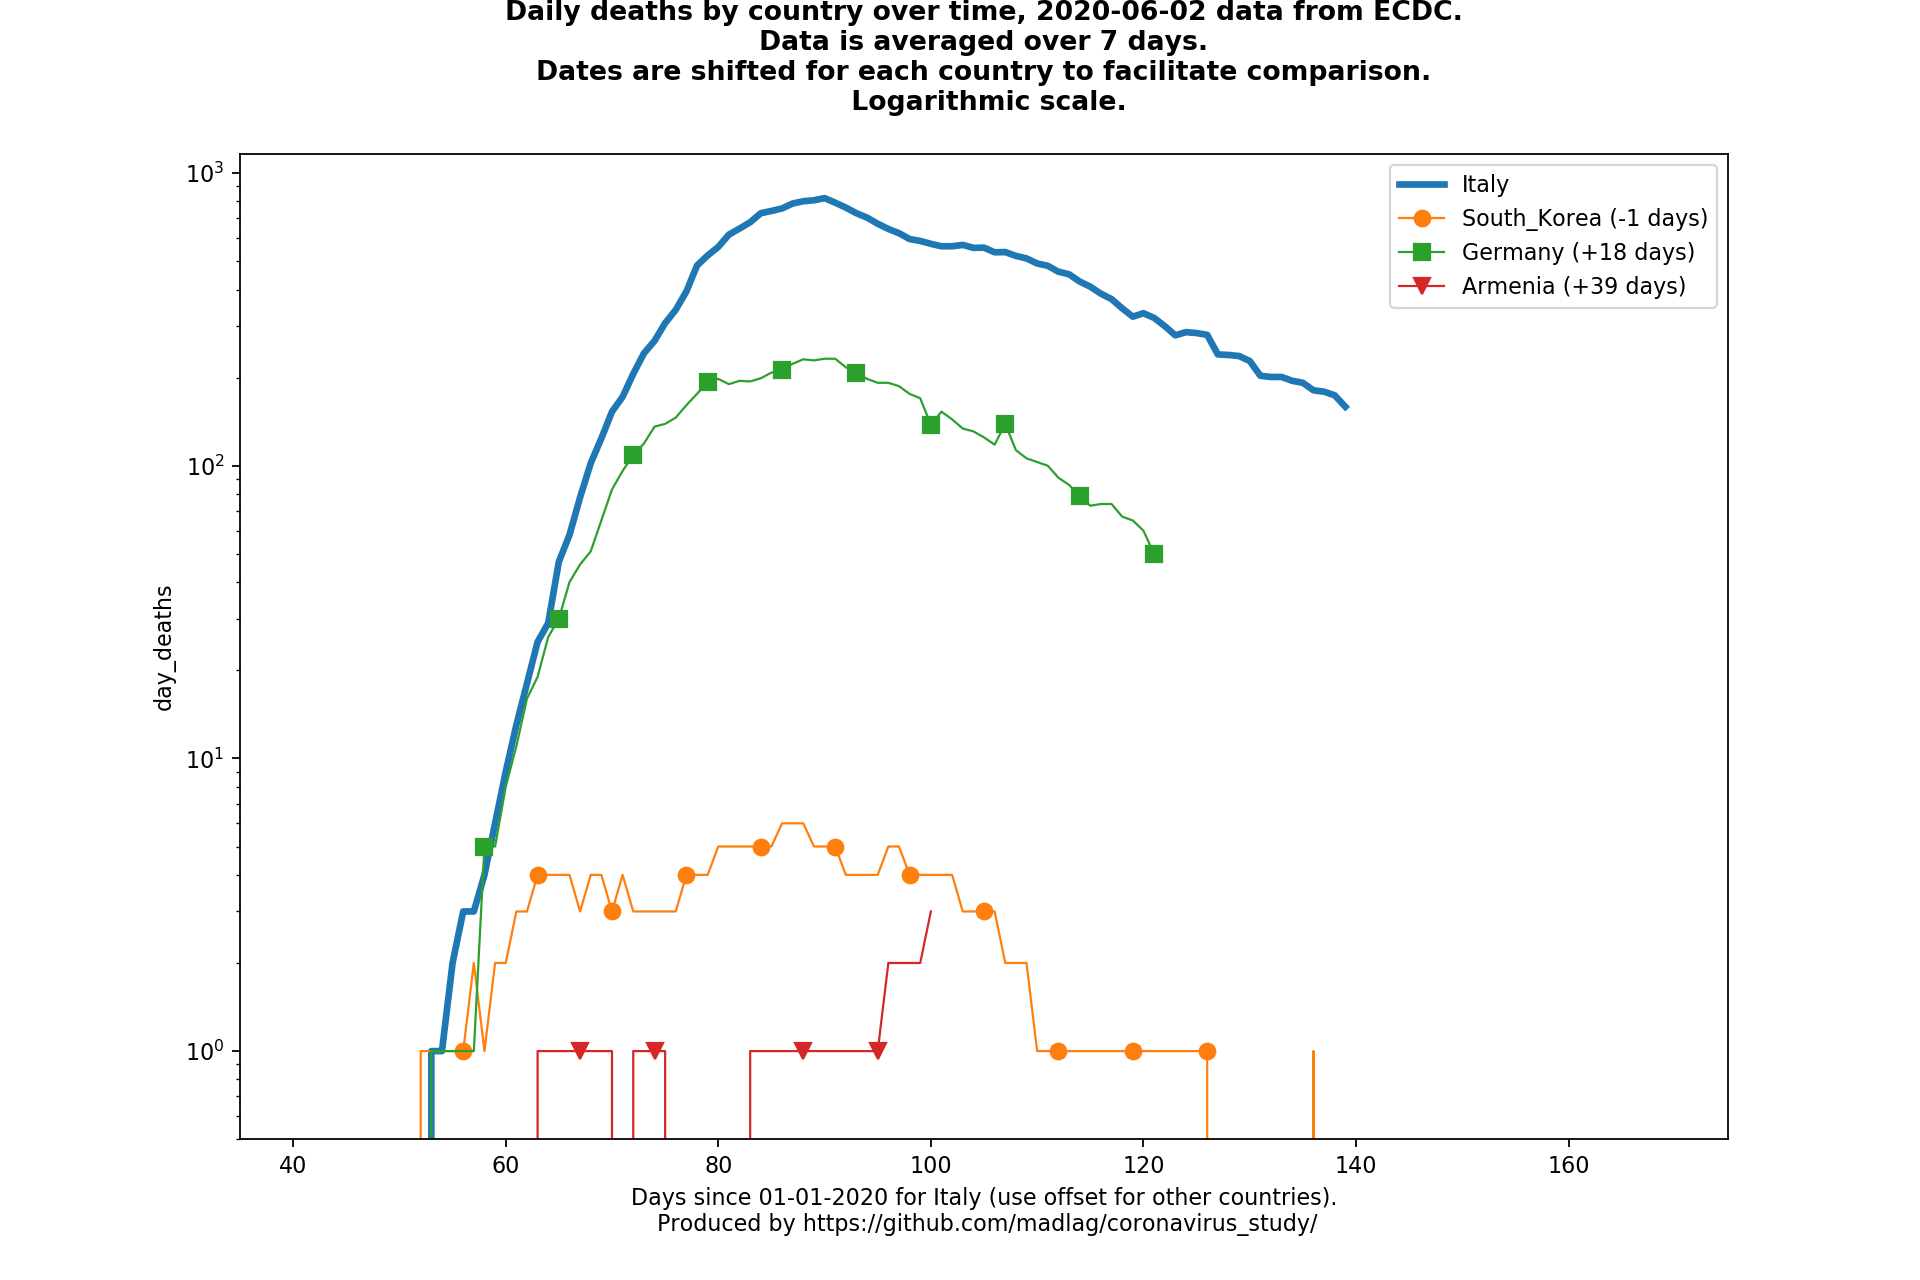 Daily deaths by country over time, 2020-06-02 data from ECDC.
Data is averaged over 7 days.
Dates are shifted for each country to facilitate comparison.
Logarithmic scale.
10³
10²
10¹
10⁰
day_deaths
Italy
South_Korea (-1 days)
Germany (+18 days)
Armenia (+39 days)
40 60 80 100 120 140 160
Days since 01-01-2020 for Italy (use offset for other countries).
Produced by https://github.com/madlag/coronavirus_study/